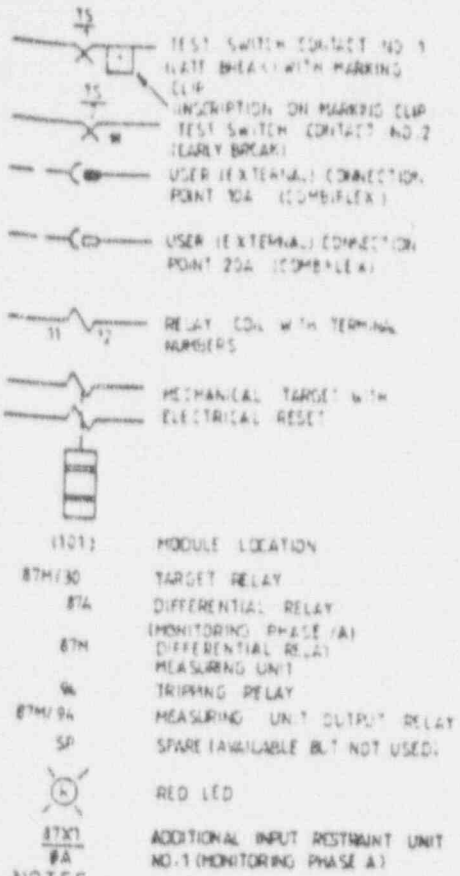 TS
TEST SWITCH CONTACT NO 1
(LATE BREAK) WITH MARKING
CLIP
TS
INSCRIPTION ON MARKING CLIP
TEST SWITCH CONTACT NO.2
(EARLY BREAK)
USER (EXTERNAL) CONNECTION
POINT 10A (COMBIFLEX)
USER (EXTERNAL) CONNECTION
POINT 20A (COMBIFLEX)
11 12 RELAY COIL WITH TERMINAL
NUMBERS
MECHANICAL TARGET WITH
ELECTRICAL RESET
(101) MODULE LOCATION
87M/30 TARGET RELAY
87A DIFFERENTIAL RELAY
(MONITORING PHASE /A)
87M DIFFERENTIAL RELAY
MEASURING UNIT
94 TRIPPING RELAY
87M/94 MEASURING UNIT OUTPUT RELAY
SP SPARE (AVAILABLE BUT NOT USED)
RED LED
87X1 ADDITIONAL INPUT RESTRAINT UNIT
ØA NO.1 (MONITORING PHASE A)
NOTES